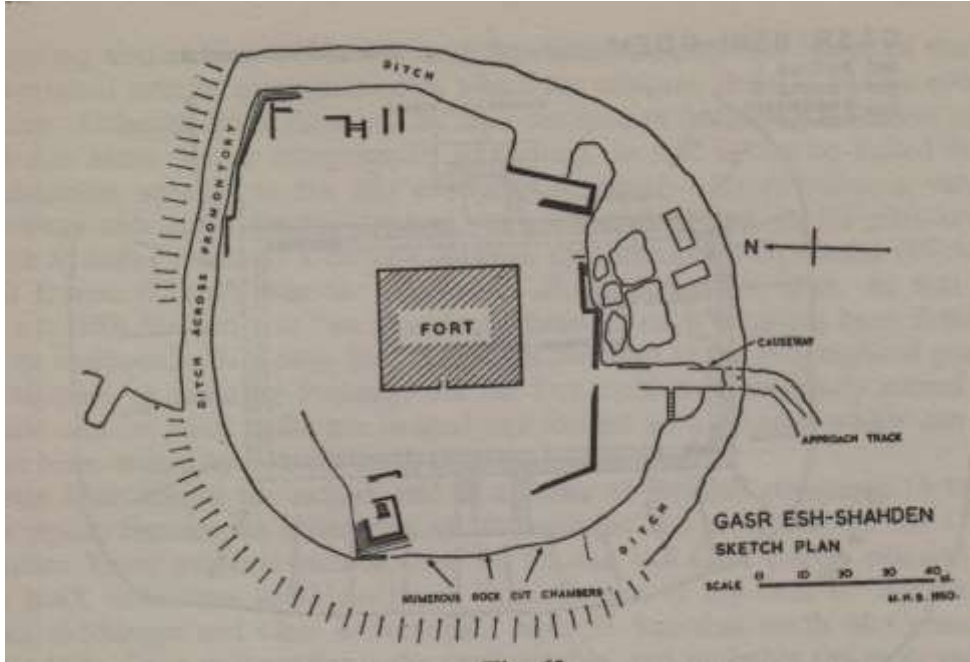 DITCH
DITCH ACROSS PROMONTORY
N
FORT
CAUSEWAY
APPROACH TRACK
DITCH
NUMEROUS ROCK CUT CHAMBERS
GASR ESH-SHAHDEN
SKETCH PLAN
SCALE 0 10 20 30 40 M.
1950.